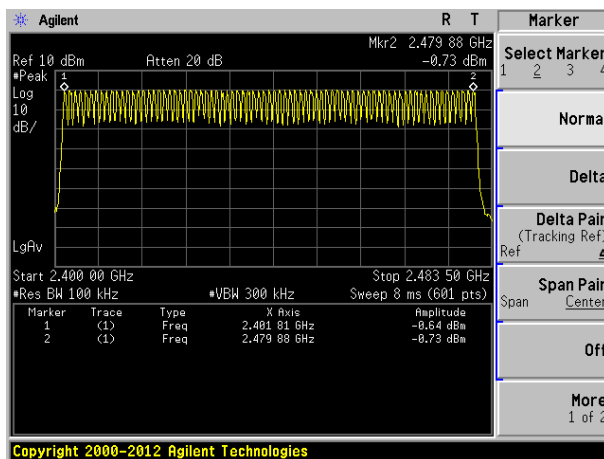 Agilent R T Marker
Mkr2 2.479 88 GHz
Ref 10 dBm Atten 20 dB -0.73 dBm
#Peak
Log
10
dB/
1 2
LgAv
Start 2.400 00 GHz Stop 2.483 50 GHz
#Res BW 100 kHz #VBW 300 kHz Sweep 8 ms (601 pts)
Marker Trace Type X Axis Amplitude
1 (1) Freq 2.401 81 GHz -0.64 dBm
2 (1) Freq 2.479 88 GHz -0.73 dBm
Select Marker
1 2 3 4
Norma
Delta
Delta Pair
(Tracking Ref)
Ref
Span Pair
Span Center
Off
More
1 of 2
Copyright 2000-2012 Agilent Technologies